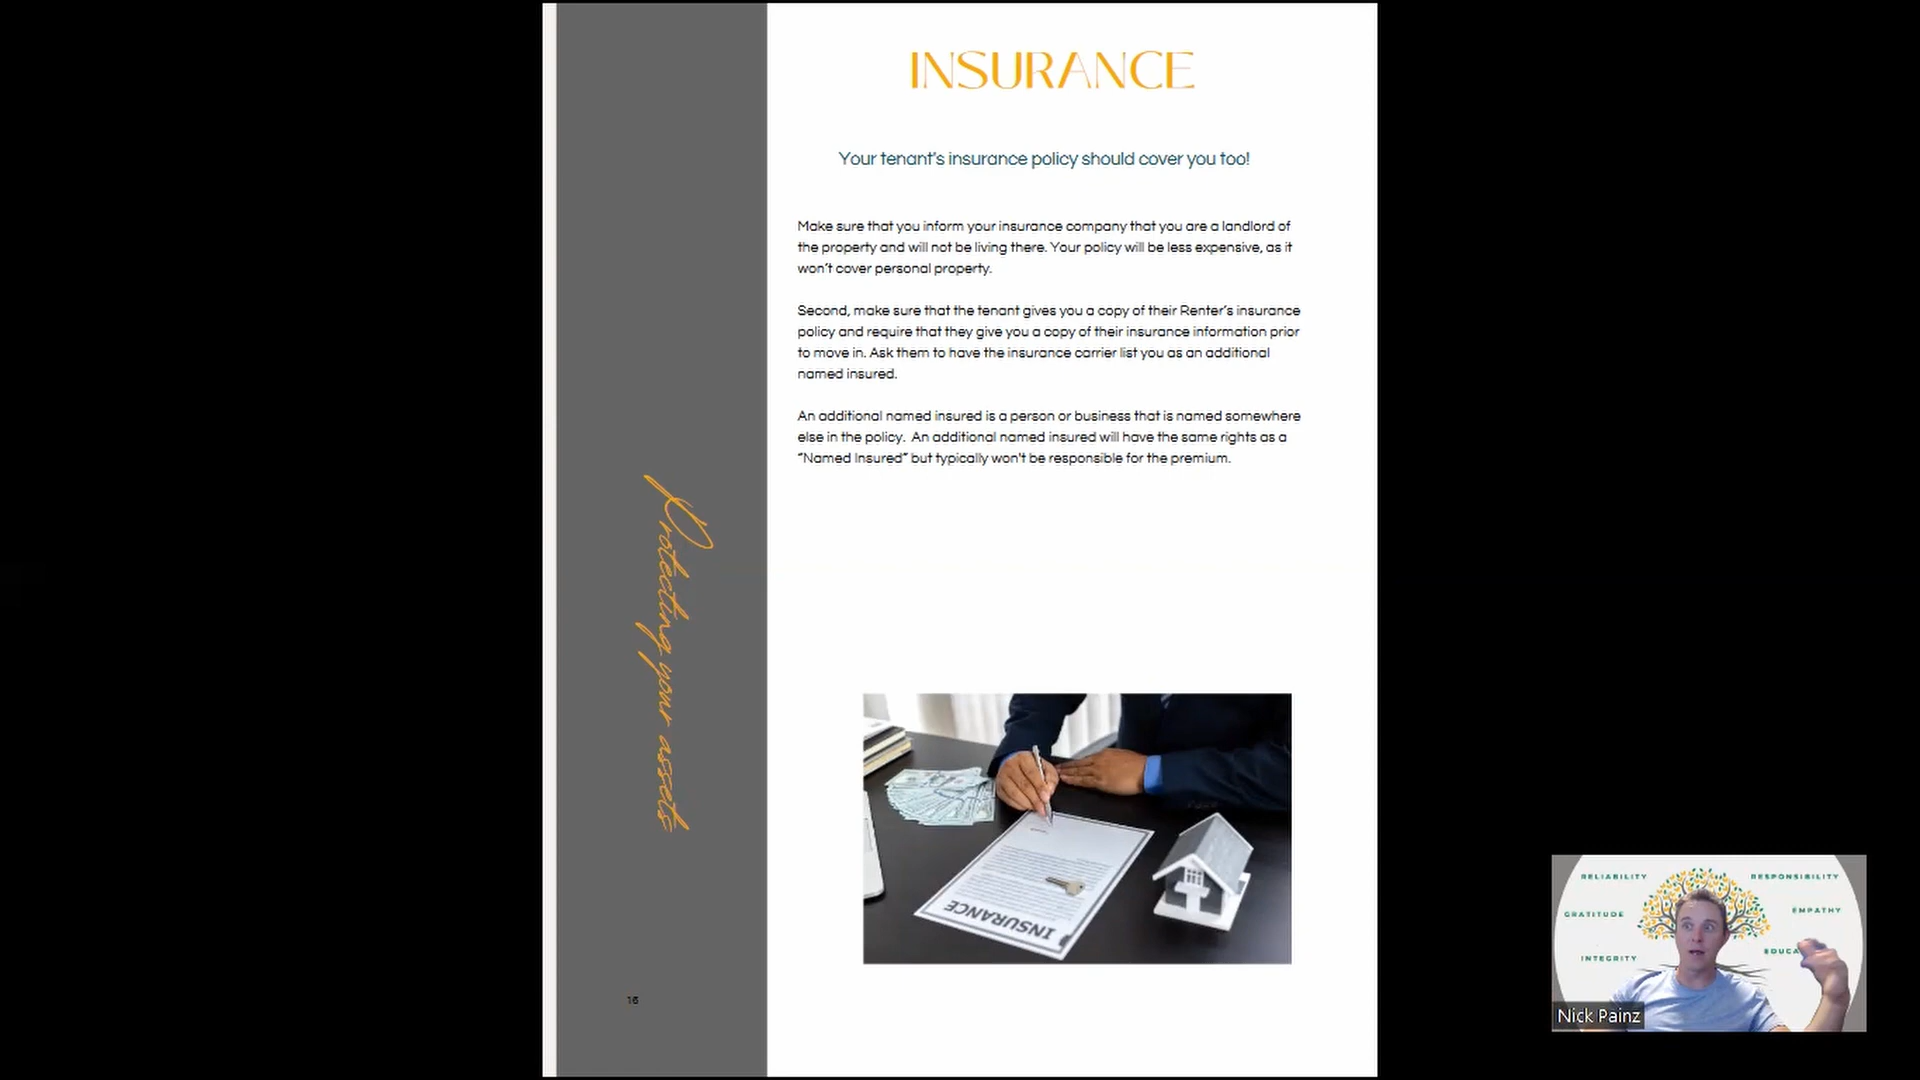 INSURANCE
Your tenant's insurance policy should cover you too!
Make sure that you inform your insurance company that you are a landlord of
the property and will not be living there. Your policy will be less expensive, as it
won't cover personal property.
Second, make sure that the tenant gives you a copy of their Renter's insurance
policy and require that they give you a copy of their insurance information prior
to move in. Ask them to have the insurance carrier list you as an additional
named insured.
An additional named insured is a person or business that is named somewhere
else in the policy.  An additional named insured will have the same rights as a
“Named Insured” but typically won't be responsible for the premium.
Protecting your assets
INSURANCE
16
RELIABILITY
RESPONSIBILITY
GRATITUDE
EMPATHY
EDUCA
INTEGRITY
Nick Painz